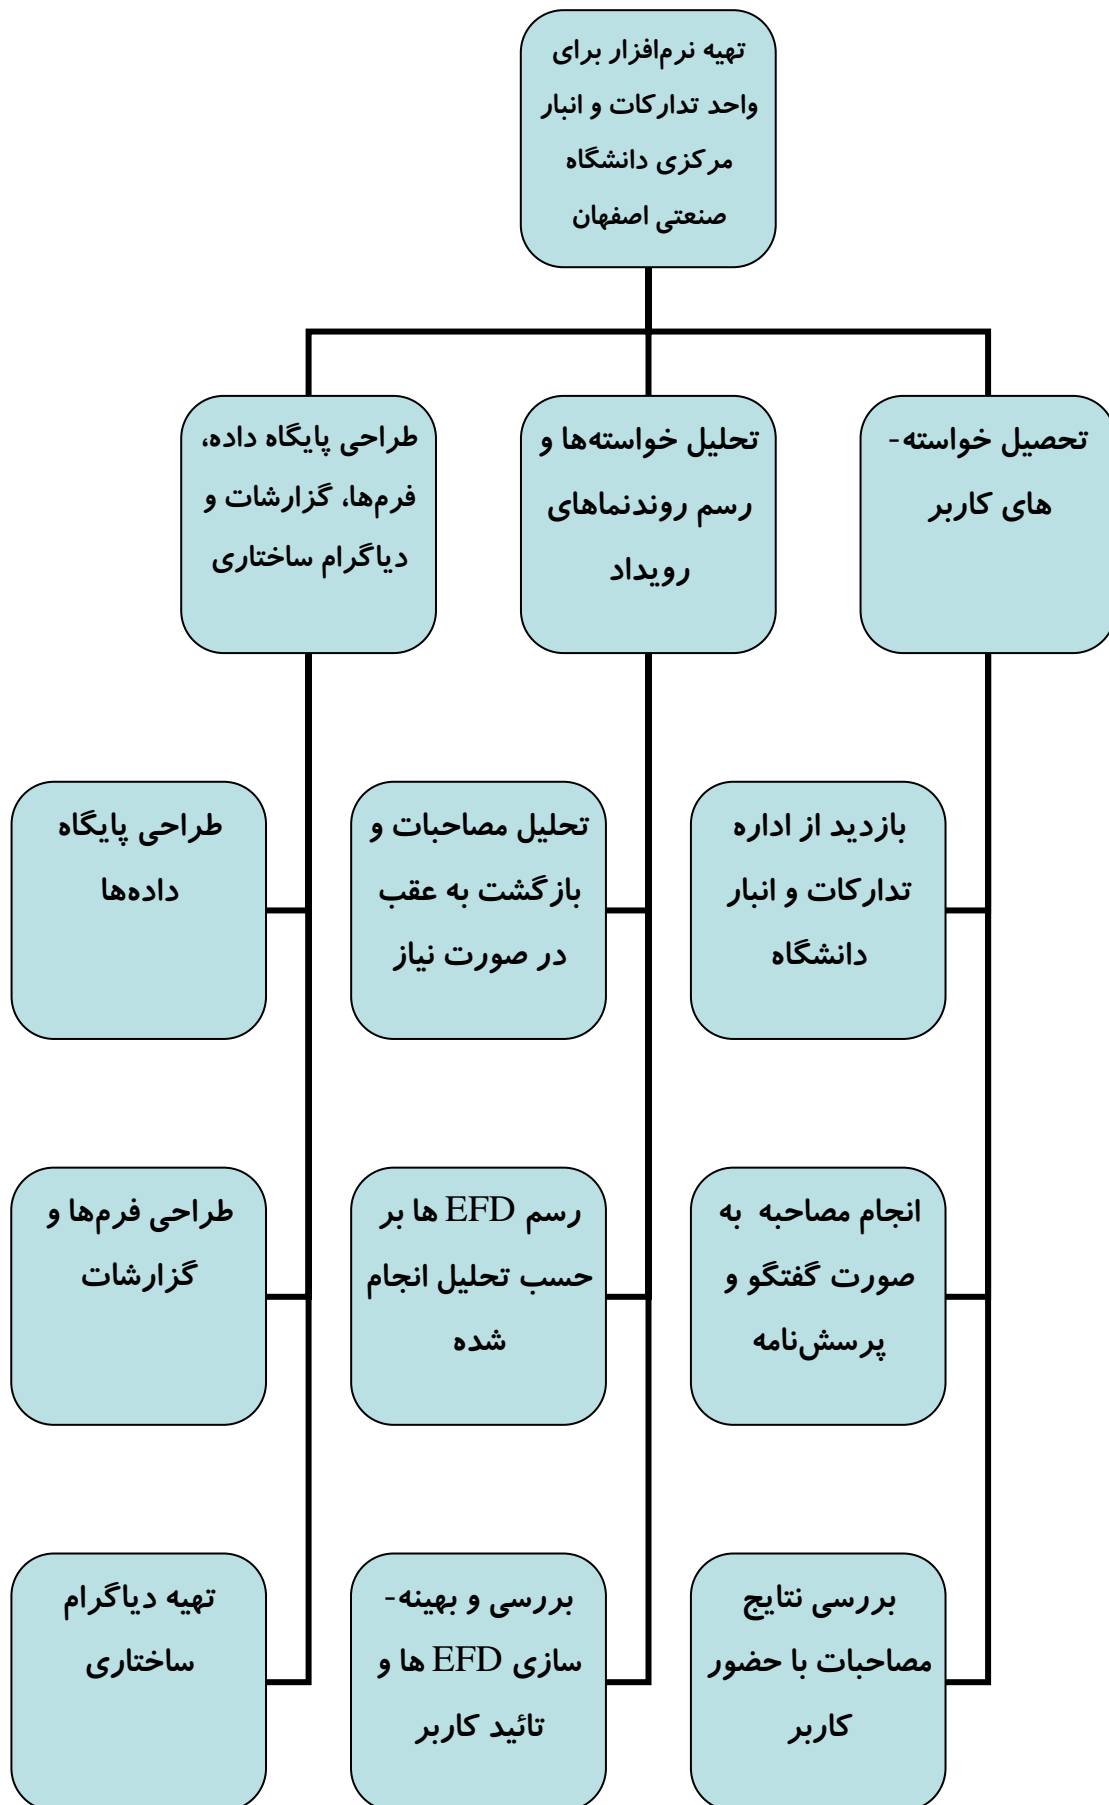 تهیه نرم‌افزار برای
واحد تدارکات و انبار
مرکزی دانشگاه
صنعتی اصفهان
تحصیل خواسته-
های کاربر
تحلیل خواسته‌ها و
رسم روندنماهای
رویداد
طراحی پایگاه داده،
فرم‌ها، گزارشات و
دیاگرام ساختاری
بازدید از اداره
تدارکات و انبار
دانشگاه
تحلیل مصاحبات و
بازگشت به عقب
در صورت نیاز
طراحی پایگاه
داده‌ها
انجام مصاحبه به
صورت گفتگو و
پرسش‌نامه
رسم EFD ها بر
حسب تحلیل انجام
شده
طراحی فرم‌ها و
گزارشات
بررسی نتایج
مصاحبات با حضور
کاربر
بررسی و بهینه-
سازی EFD ها و
تائید کاربر
تهیه دیاگرام
ساختاری